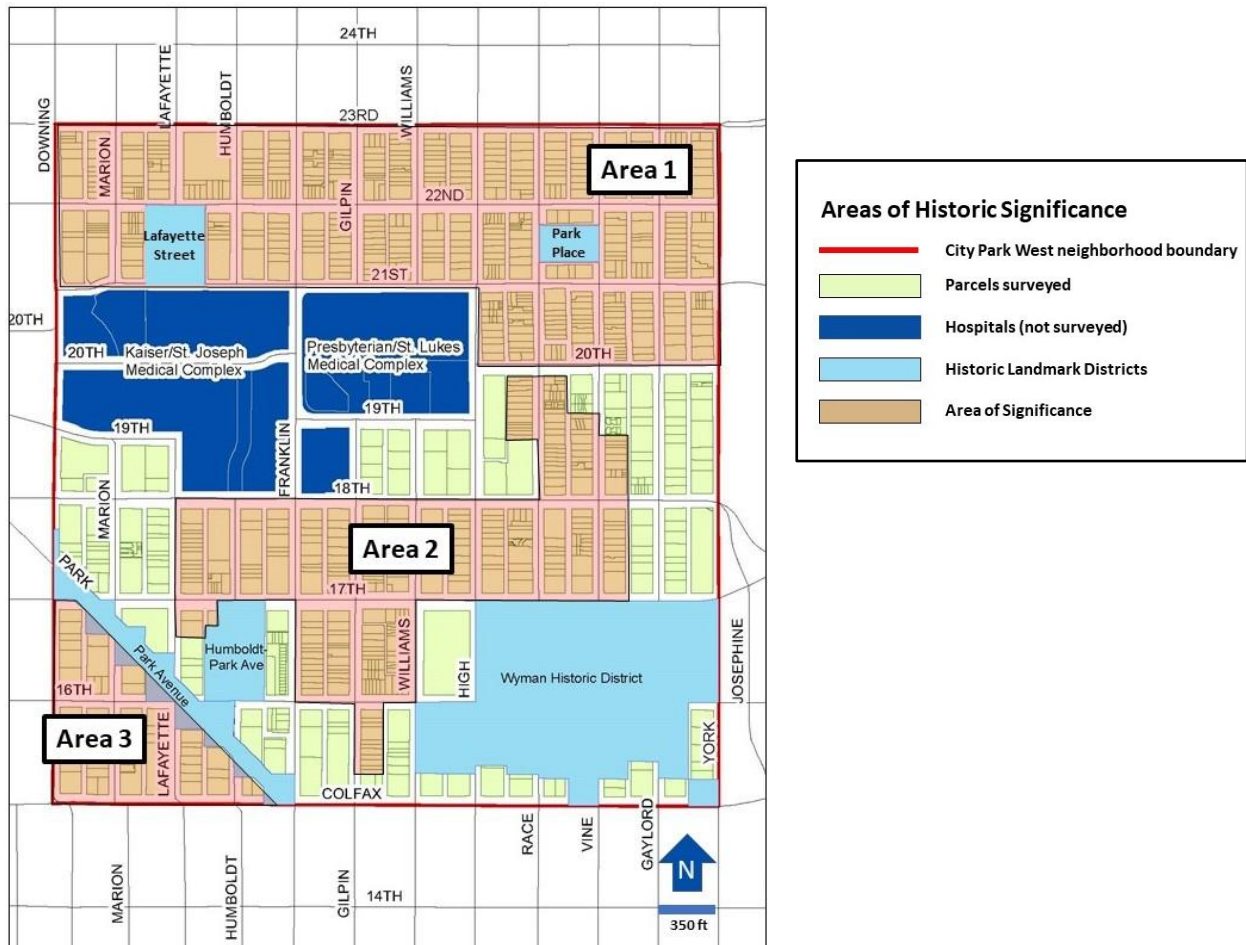 24TH
LAFAYETTE
HUMBOLDT
WILLIAMS
DOWNING
23RD
MARION
Area 1
22ND
GILPIN
Lafayette
Street
Park
Place
21ST
20TH
20TH
Kaiser/St. Joseph
Medical Complex
Presbyterian/St. Lukes
Medical Complex
20TH
19TH
19TH
FRANKLIN
18TH
MARION
Area 2
PARK
17TH
WILLIAMS
Humboldt-
Park Ave
Park Avenue
HIGH
Wyman Historic District
JOSEPHINE
16TH
Area 3
LAFAYETTE
YORK
COLFAX
RACE
VINE
GAYLORD
MARION
HUMBOLDT
GILPIN
14TH
N
350 ft
Areas of Historic Significance
City Park West neighborhood boundary
Parcels surveyed
Hospitals (not surveyed)
Historic Landmark Districts
Area of Significance